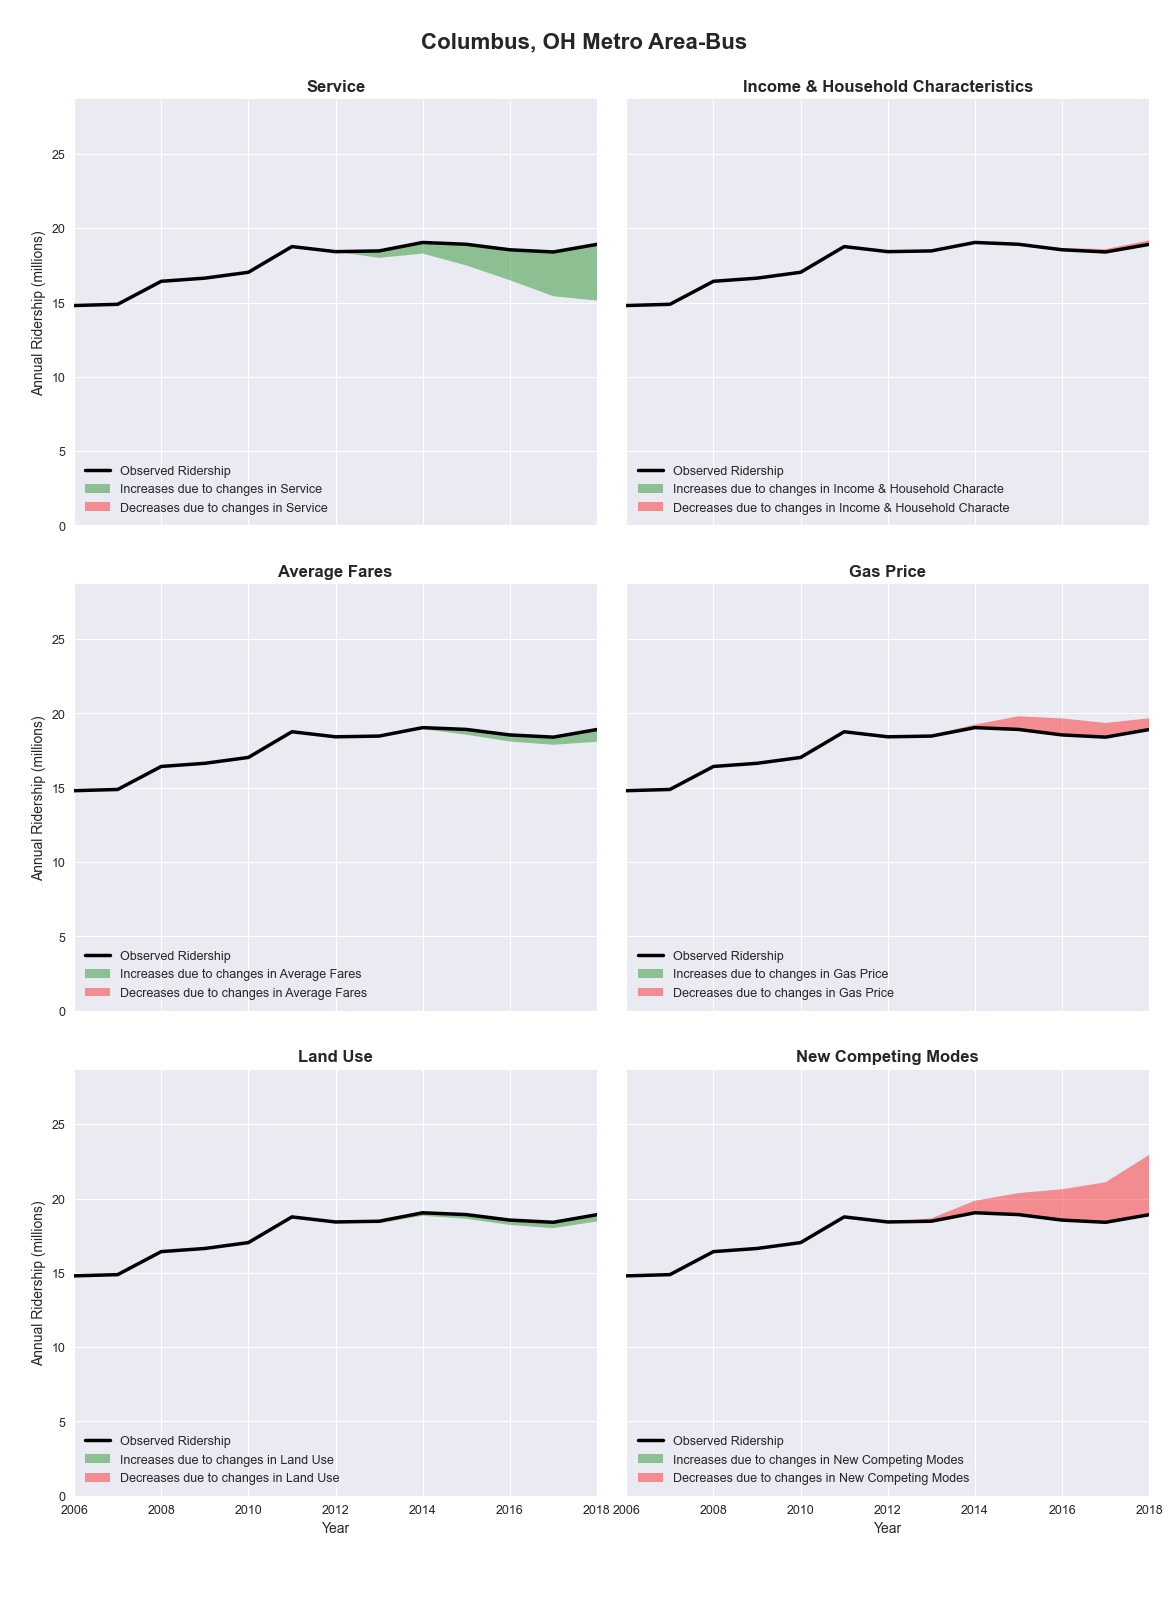 Columbus, OH Metro Area-Bus
Service
Annual Ridership (millions)
25
20
15
10
5
0
Observed Ridership
Increases due to changes in Service
Decreases due to changes in Service
Income & Household Characteristics
Observed Ridership
Increases due to changes in Income & Household Characte
Decreases due to changes in Income & Household Characte
Average Fares
Annual Ridership (millions)
25
20
15
10
5
0
Observed Ridership
Increases due to changes in Average Fares
Decreases due to changes in Average Fares
Gas Price
Observed Ridership
Increases due to changes in Gas Price
Decreases due to changes in Gas Price
Land Use
Annual Ridership (millions)
25
20
15
10
5
0
Observed Ridership
Increases due to changes in Land Use
Decreases due to changes in Land Use
2006 2008 2010 2012 2014 2016 2018
Year
New Competing Modes
Observed Ridership
Increases due to changes in New Competing Modes
Decreases due to changes in New Competing Modes
2006 2008 2010 2012 2014 2016 2018
Year